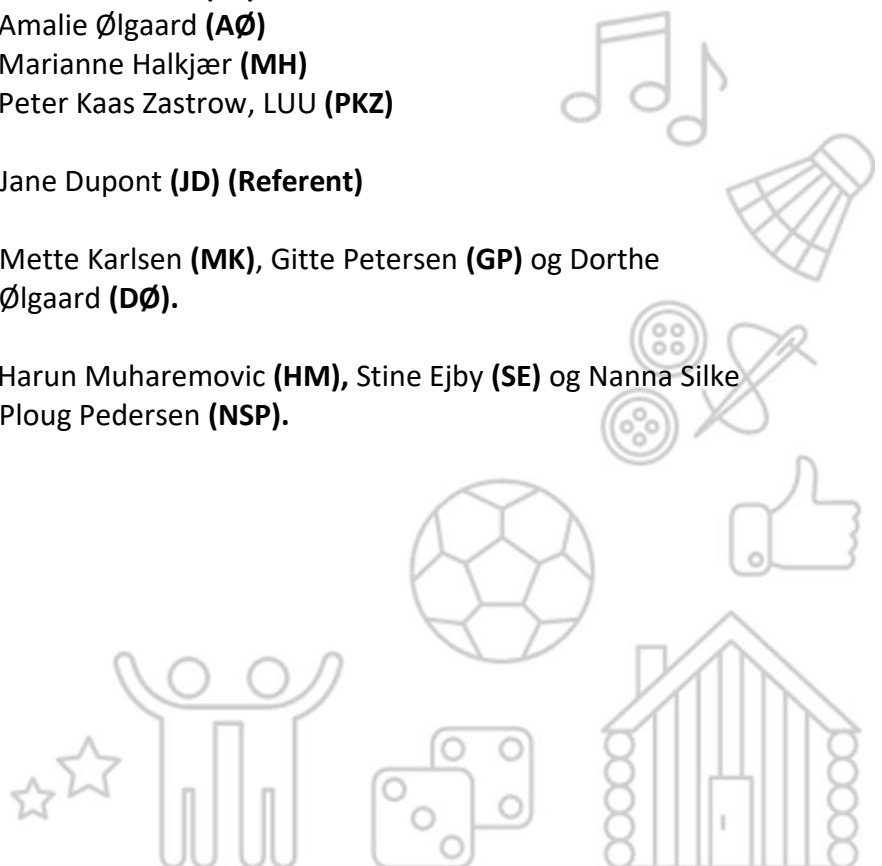 Amalie Ølgaard (AØ)
Marianne Halkjær (MH)
Peter Kaas Zastrow, LUU (PKZ)
Jane Dupont (JD) (Referent)
Mette Karlsen (MK), Gitte Petersen (GP) og Dorthe
Ølgaard (DØ).
Harun Muharemovic (HM), Stine Ejby (SE) og Nanna Silke
Ploug Pedersen (NSP).